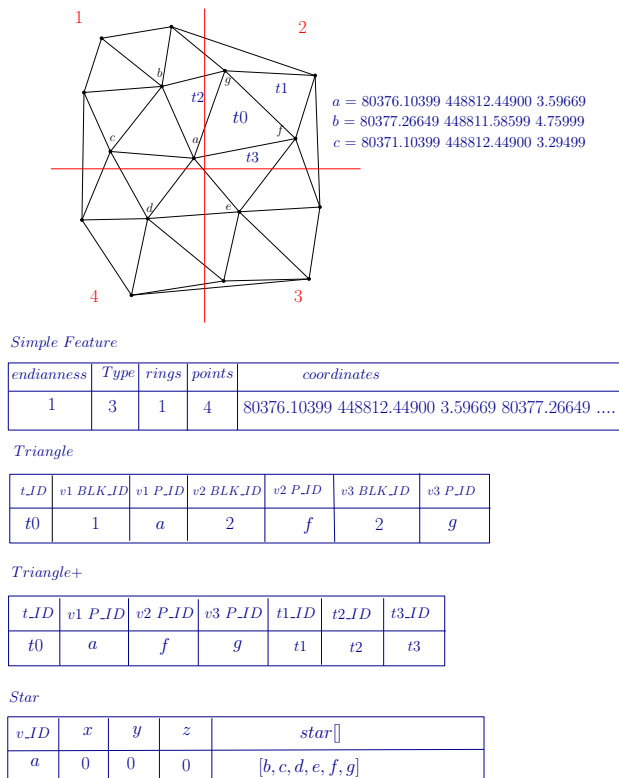 1
2
b
g
t1
t2
a = 80376.10399 448812.44900 3.59669
t0
b = 80377.26649 448811.58599 4.75999
f
c
a
c = 80371.10399 448812.44900 3.29499
t3
d
e
4
3
Simple Feature
endianness Type rings points coordinates
1 3 1 4 80376.10399 448812.44900 3.59669 80377.26649 ....
Triangle
t_ID v1 BLK_ID v1 P_ID v2 BLK_ID v2 P_ID v3 BLK_ID v3 P_ID
t0 1 a 2 f 2 g
Triangle+
t_ID v1 P_ID v2 P_ID v3 P_ID t1_ID t2_ID t3_ID
t0 a f g t1 t2 t3
Star
v_ID x y z star[]
a 0 0 0 [b, c, d, e, f, g]